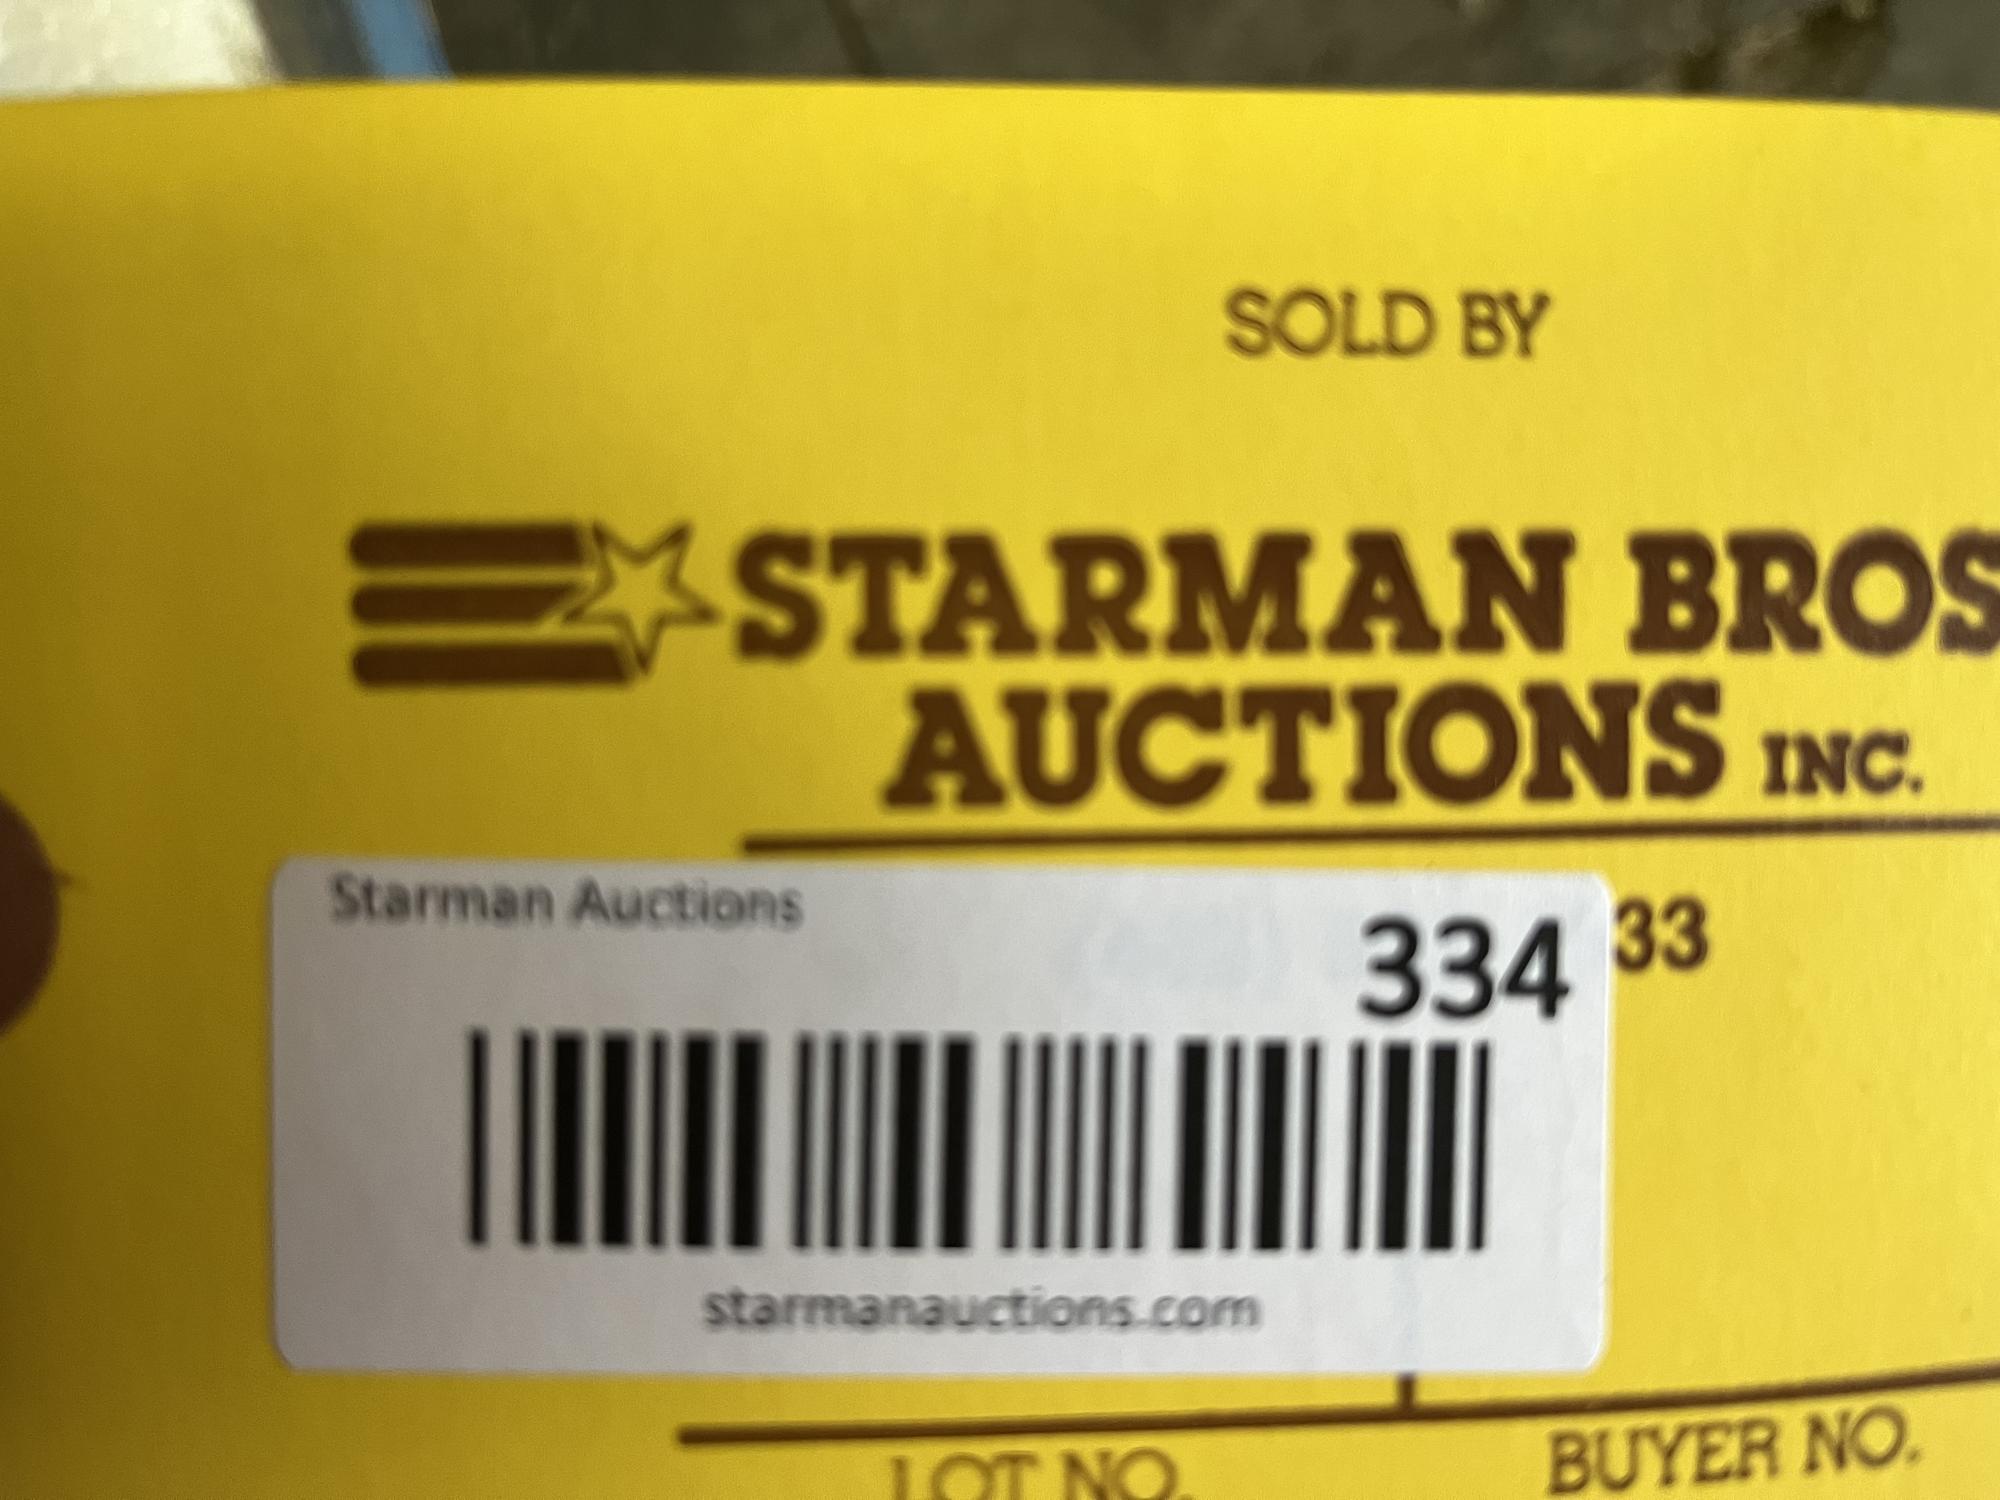 SOLD BY
STARMAN BROS
AUCTIONS INC.
Starman Auctions
334
33
starmanauctions.com
LOT NO.
BUYER NO.